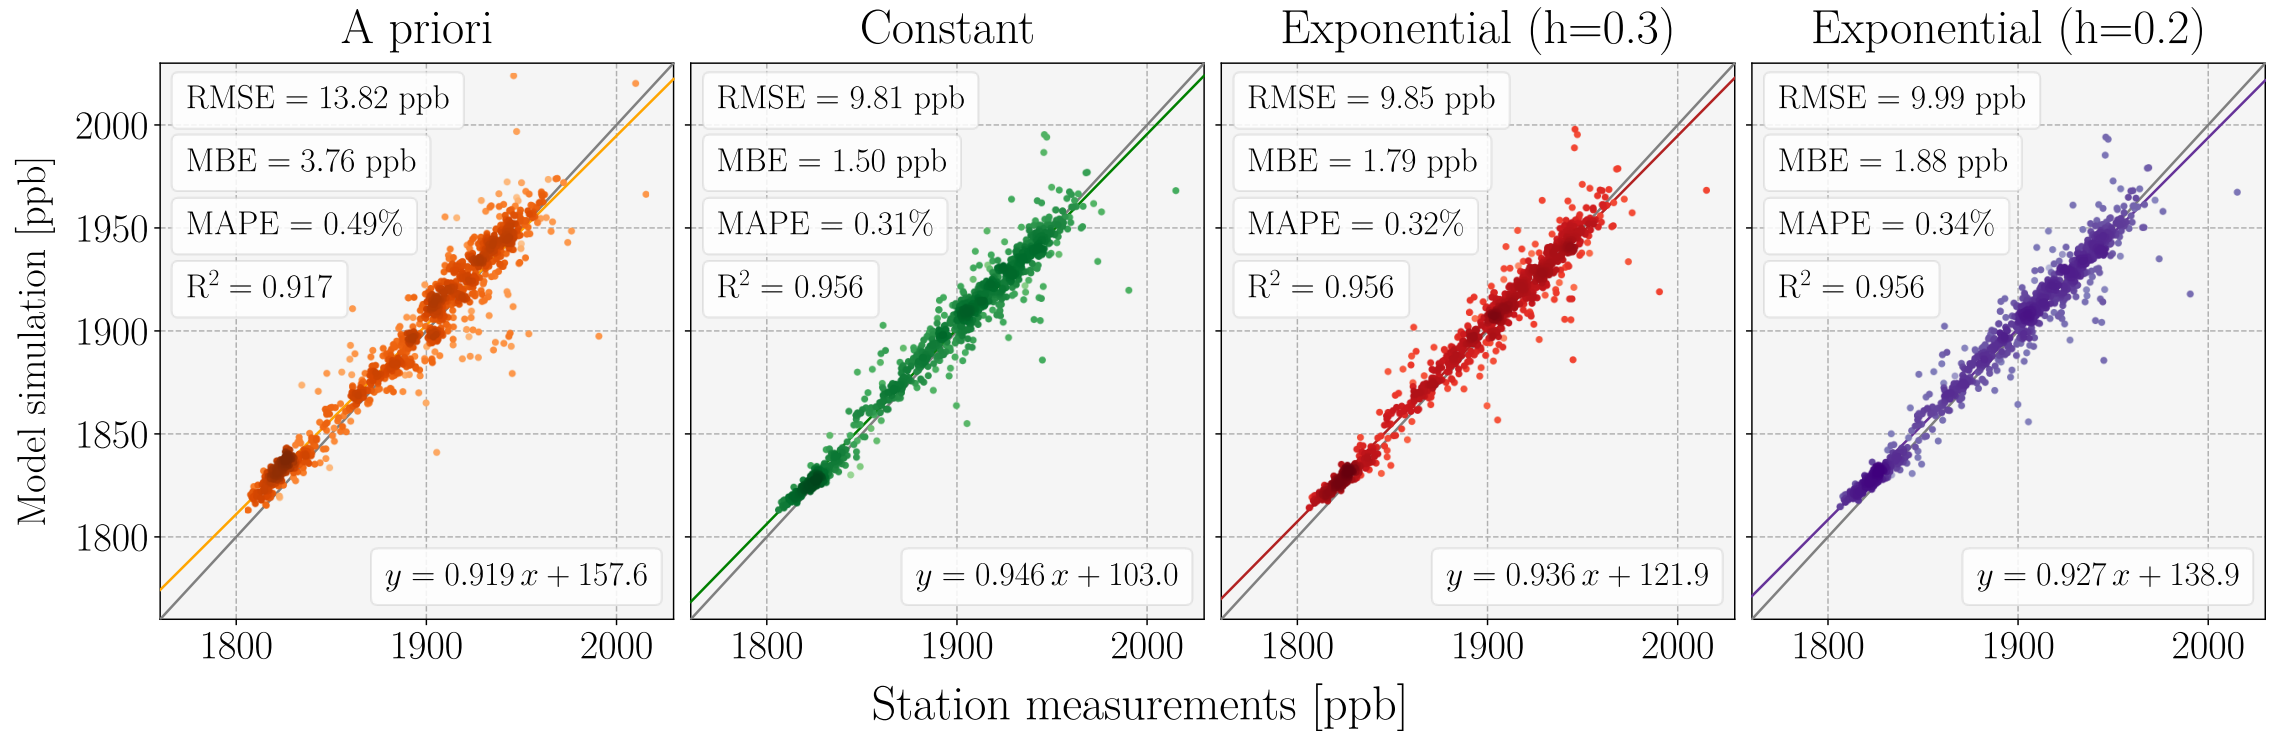 A priori
Constant
Exponential (h=0.3)
Exponential (h=0.2)
Model simulation [ppb]
2000
1950
1900
1850
1800
RMSE = 13.82 ppb
MBE = 3.76 ppb
MAPE = 0.49%
R² = 0.917
y = 0.919 x + 157.6
1800 1900 2000
RMSE = 9.81 ppb
MBE = 1.50 ppb
MAPE = 0.31%
R² = 0.956
y = 0.946 x + 103.0
1800 1900 2000
RMSE = 9.85 ppb
MBE = 1.79 ppb
MAPE = 0.32%
R² = 0.956
y = 0.936 x + 121.9
1800 1900 2000
RMSE = 9.99 ppb
MBE = 1.88 ppb
MAPE = 0.34%
R² = 0.956
y = 0.927 x + 138.9
1800 1900 2000
Station measurements [ppb]